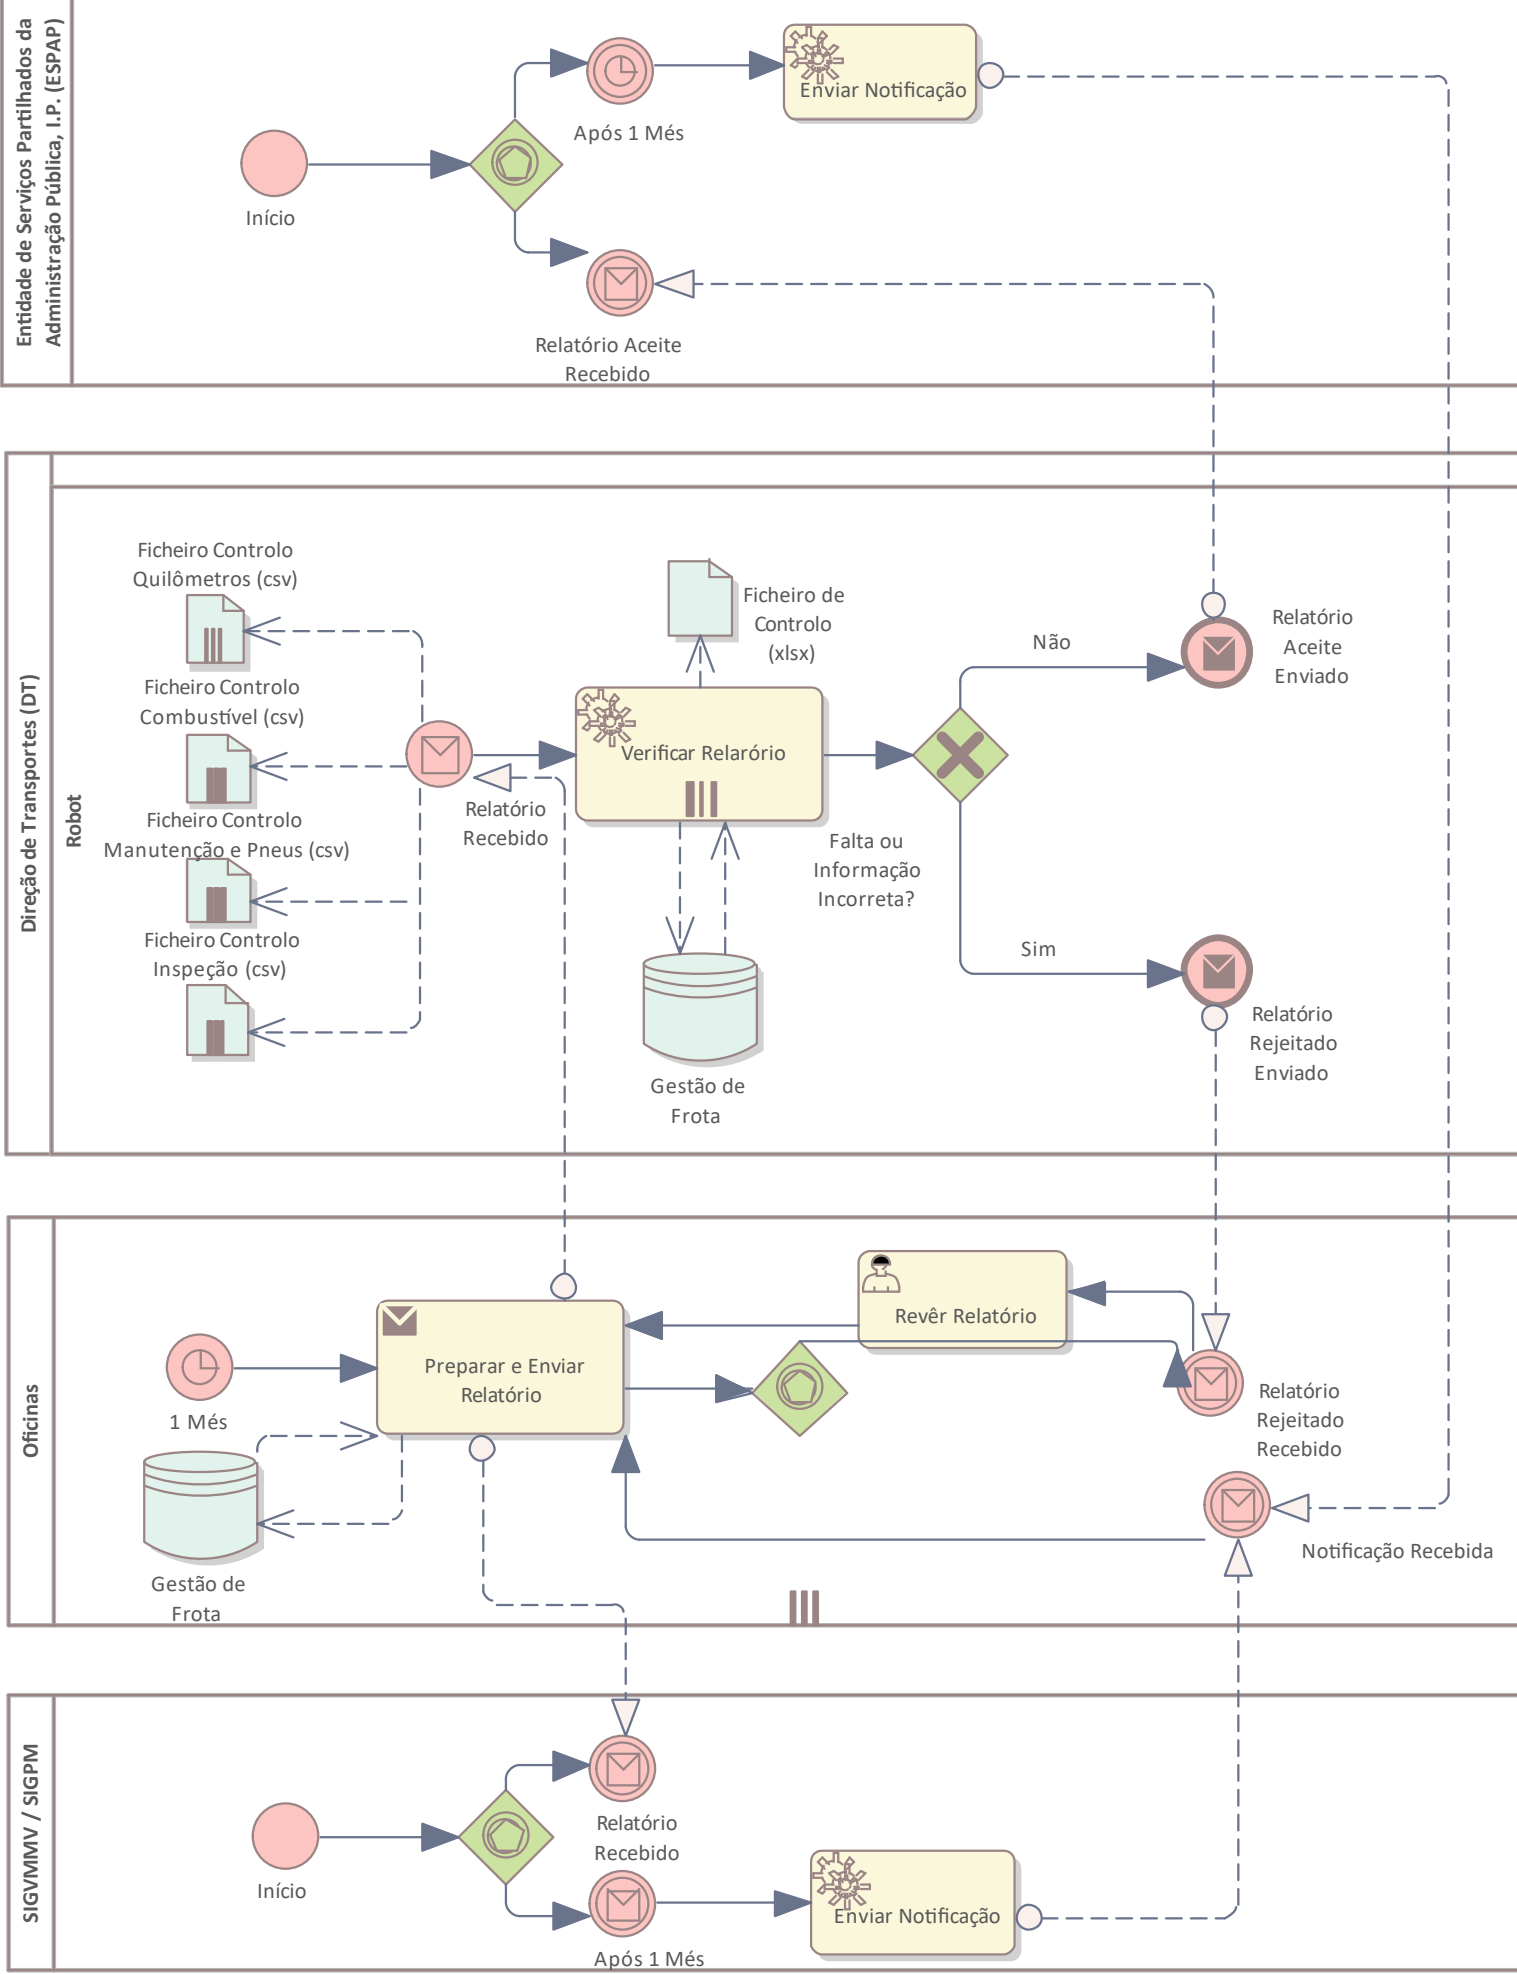 Entidade de Serviços Partilhados da
Administração Pública, I.P. (ESPAP)
Início
Após 1 Més
Enviar Notificação
Relatório Aceite
Recebido
Direção de Transportes (DT)
Robot
Ficheiro Controlo
Quilômetros (csv)
Ficheiro Controlo
Combustível (csv)
Ficheiro Controlo
Manutenção e Pneus (csv)
Ficheiro Controlo
Inspeção (csv)
Relatório
Recebido
Ficheiro de
Controlo
(xlsx)
Verificar Relarório
Gestão de
Frota
Falta ou
Informação
Incorreta?
Não
Sim
Relatório
Aceite
Enviado
Relatório
Rejeitado
Enviado
Oficinas
1 Més
Gestão de
Frota
Preparar e Enviar
Relatório
Revêr Relatório
Relatório
Rejeitado
Recebido
Notificação Recebida
SIGVMMV / SIGPM
Início
Relatório
Recebido
Após 1 Més
Enviar Notificação